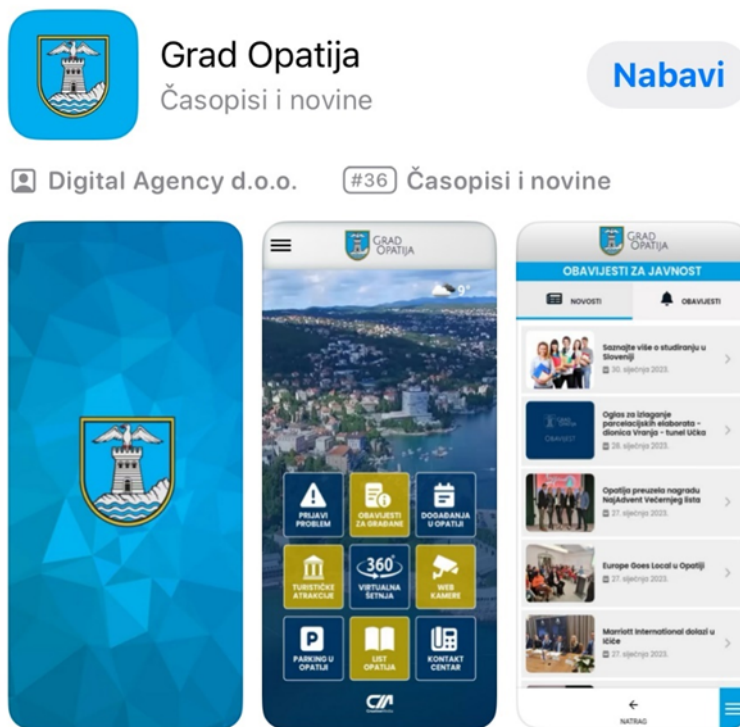 Grad Opatija
Časopisi i novine
Nabavi
Digital Agency d.o.o.
#36 Časopisi i novine
GRAD
OPATIJA
9°
PRIJAVI
PROBLEM
OBAVIJESTI
ZA GRAĐANE
DOGAĐANJA
U OPATIJI
TURISTIČKE
ATRAKCIJE
360°
VIRTUALNA
ŠETNJA
WEB
KAMERE
P
PARKING U
OPATIJI
LIST
OPATIJA
KONTAKT
CENTAR
GRAD
OPATIJA
OBAVIJESTI ZA JAVNOST
NOVOSTI
OBAVIJESTI
Saznajte više o studiranju u
Sloveniji
30. siječnja 2023.
OBAVIJEST
Oglas za izlaganje
parcelacijskih elaborata -
dionica Vranja - tunel Učka
28. siječnja 2023.
Opatija preuzela nagradu
NajAdvent Večernjeg lista
27. siječnja 2023.
Europe Goes Local u Opatiji
27. siječnja 2023.
Marriott International dolazi u
Ičiće
27. siječnja 2023.
NATRAG